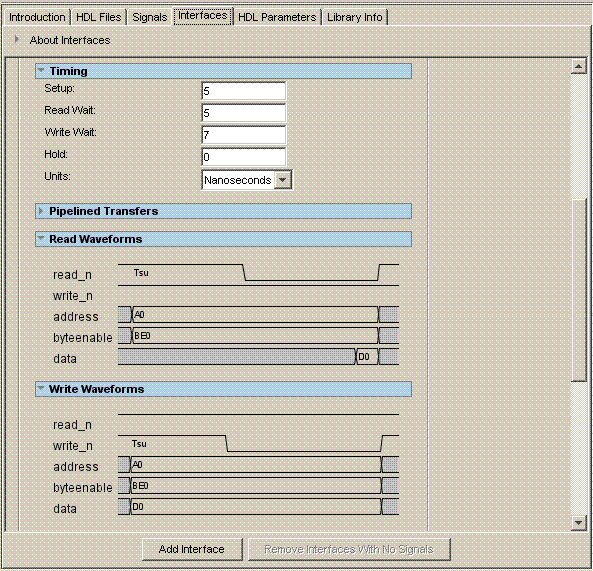 Introduction HDL Files Signals Interfaces HDL Parameters Library Info
About Interfaces
Timing
Setup: 5
Read Wait: 5
Write Wait: 7
Hold: 0
Units: Nanoseconds
Pipelined Transfers
Read Waveforms
read_n Tsu
write_n
address A0
byteenable BE0
data D0
Write Waveforms
read_n
write_n Tsu
address A0
byteenable BE0
data D0
Add Interface Remove Interfaces With No Signals